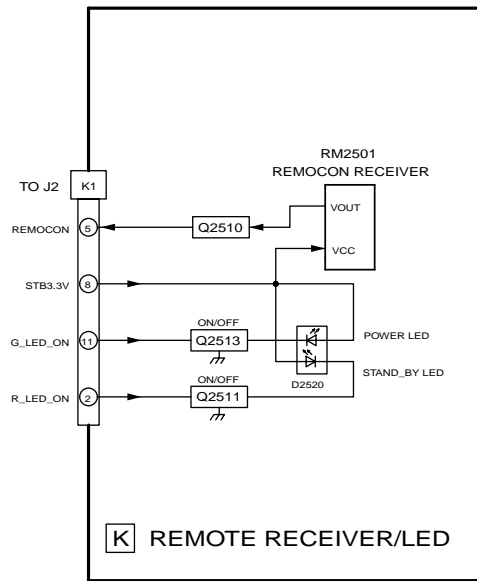 RM2501
REMOCON RECEIVER
TO J2
K1
VOUT
REMOCON
5
Q2510
VCC
STB3.3V
8
ON/OFF
POWER LED
G_LED_ON
11
Q2513
STAND_BY LED
ON/OFF
D2520
R_LED_ON
2
Q2511
K REMOTE RECEIVER/LED